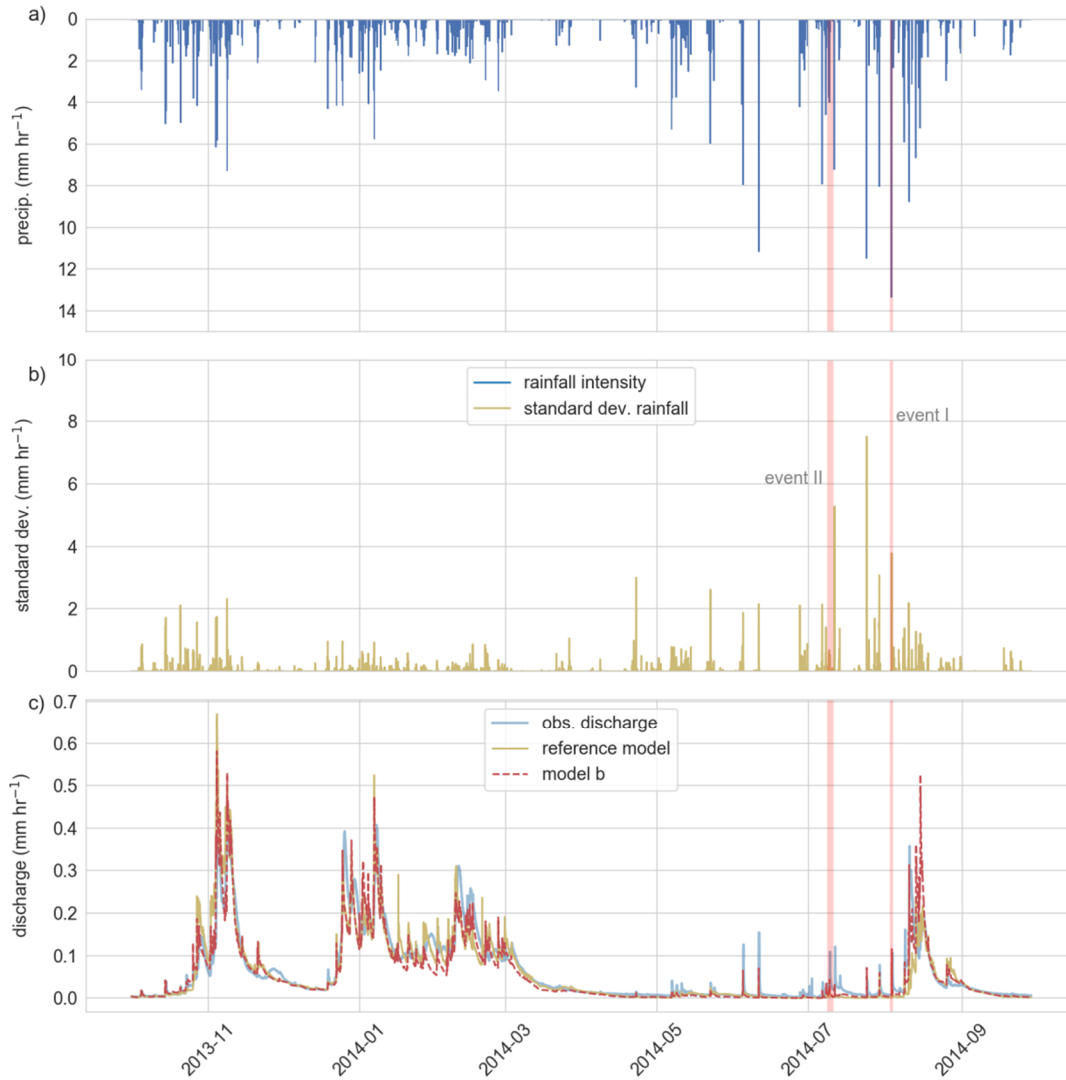 a)
0
2
4
6
8
10
12
14
precip. (mm hr⁻¹)
b)
10
8
6
4
2
0
standard dev. (mm hr⁻¹)
rainfall intensity
standard dev. rainfall
event I
event II
c)
0.7
0.6
0.5
0.4
0.3
0.2
0.1
0.0
discharge (mm hr⁻¹)
obs. discharge
reference model
model b
2013-11
2014-01
2014-03
2014-05
2014-07
2014-09